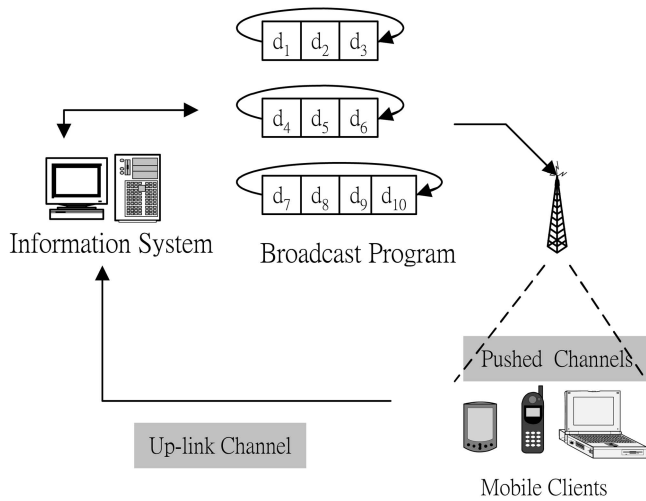 d1 d2 d3
d4 d5 d6
d7 d8 d9 d10
Information System
Broadcast Program
Pushed Channels
Up-link Channel
Mobile Clients